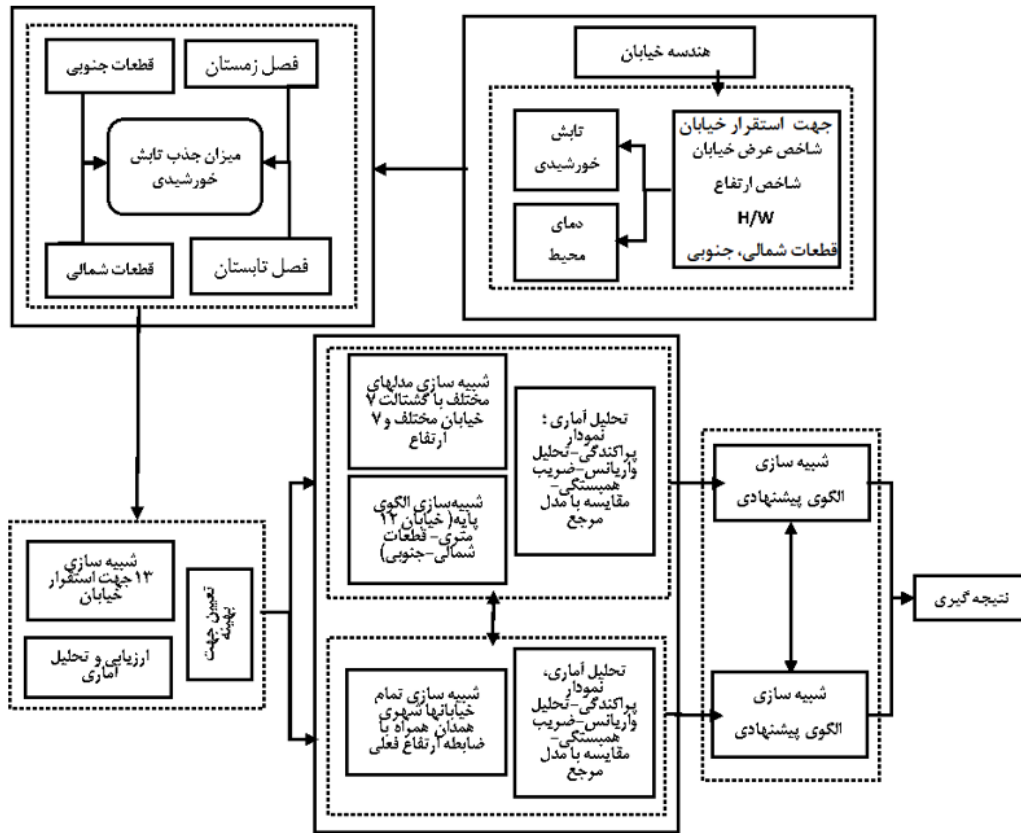 هندسه خیابان
جهت استقرار خیابان
شاخص عرض خیابان
شاخص ارتفاع
H/W
قطعات شمالی، جنوبی
تابش
خورشیدی
دمای
محیط
فصل زمستان
قطعات جنوبی
میزان جذب تابش
خورشیدی
فصل تابستان
قطعات شمالی
شبیه سازی
۱۳جهت استقرار
خیابان
ارزیابی و تحلیل
آماری
تعیین جهت
بهینه
شبیه سازی مدلهای
مختلف با گشتالت ۷
خیابان مختلف و ۷
ارتفاع
شبیه‌سازی الگوی
پایه( خیابان ۱۲
متری- قطعات
شمالی-جنوبی)
تحلیل آماری ؛
نمودار
پراکندگی-تحلیل
واریانس-ضریب
همبستگی-
مقایسه با مدل
مرجع
شبیه سازی تمام
خیابانها شهری
همدان همراه با
ضابطه ارتفاع فعلی
تحلیل آماری،
نمودار
پراکندگی-تحلیل
واریانس-ضریب
همبستگی-
مقایسه با مدل
مرجع
شبیه سازی
الگوی پیشنهادی
شبیه سازی
الگوی پیشنهادی
نتیجه گیری